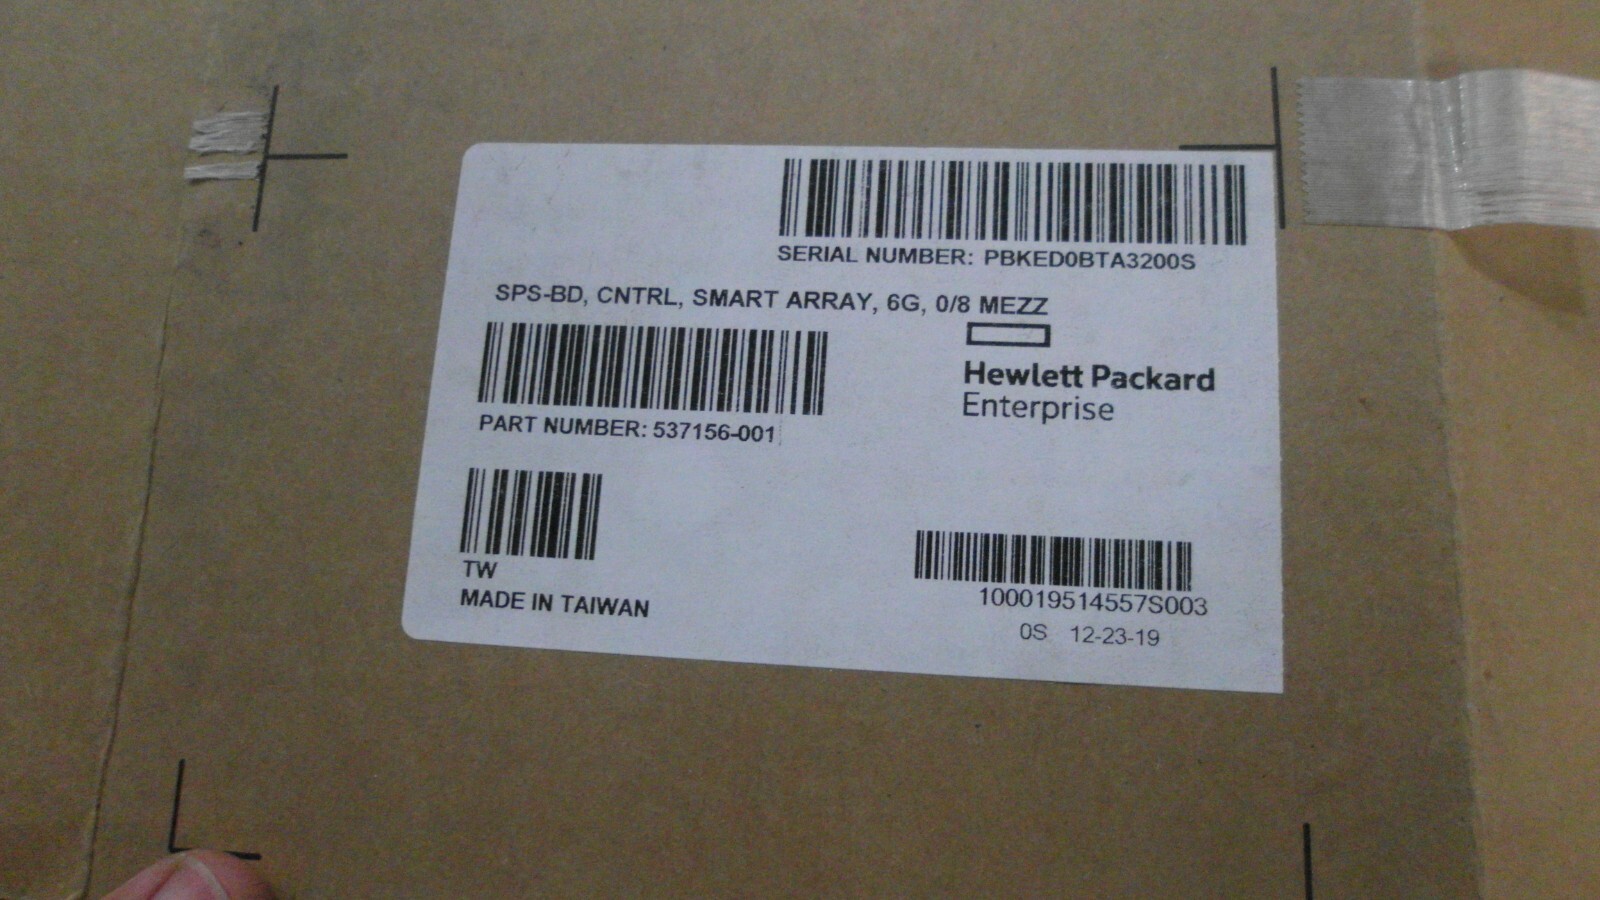 SERIAL NUMBER: PBKED0BTA3200S
SPS-BD, CNTRL, SMART ARRAY, 6G, 0/8 MEZZ
Hewlett Packard
Enterprise
PART NUMBER: 537156-001
TW
MADE IN TAIWAN
100019514557S003
0S 12-23-19